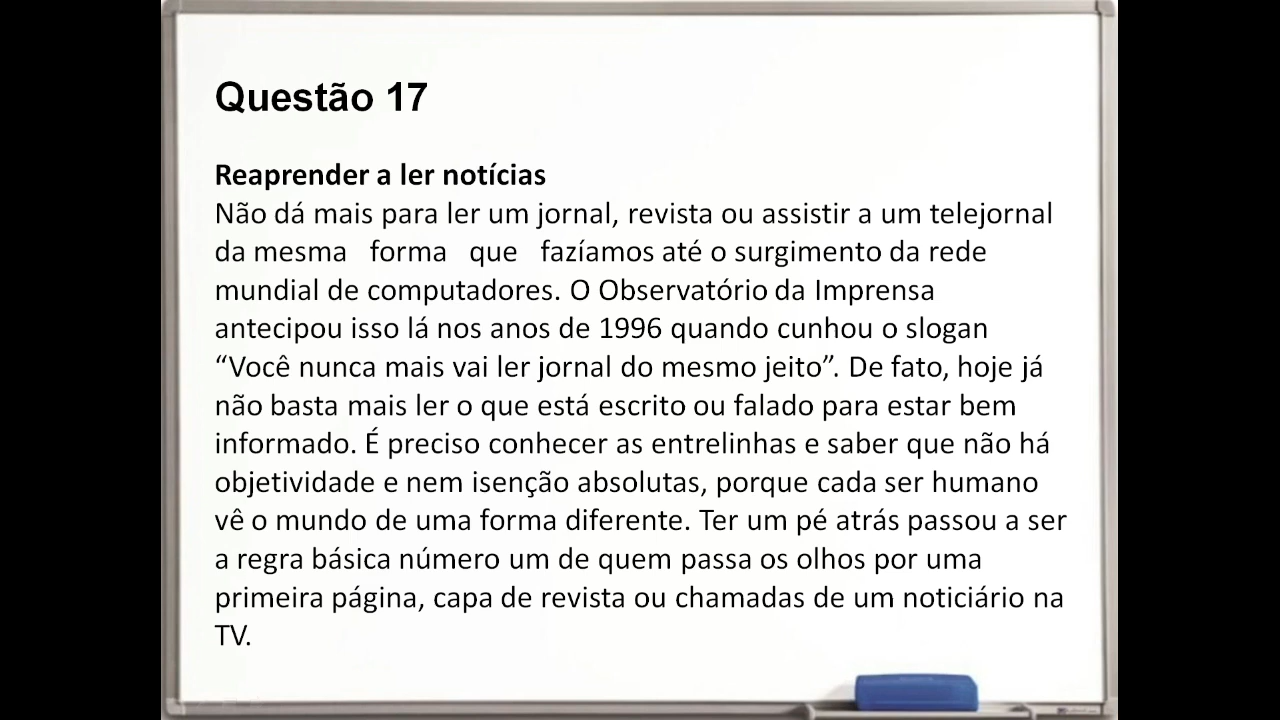 Questão 17
Reaprender a ler notícias
Não dá mais para ler um jornal, revista ou assistir a um telejornal
da mesma forma que fazíamos até o surgimento da rede
mundial de computadores. O Observatório da Imprensa
antecipou isso lá nos anos de 1996 quando cunhou o slogan
“Você nunca mais vai ler jornal do mesmo jeito”. De fato, hoje já
não basta mais ler o que está escrito ou falado para estar bem
informado. É preciso conhecer as entrelinhas e saber que não há
objetividade e nem isenção absolutas, porque cada ser humano
vê o mundo de uma forma diferente. Ter um pé atrás passou a ser
a regra básica número um de quem passa os olhos por uma
primeira página, capa de revista ou chamadas de um noticiário na
TV.